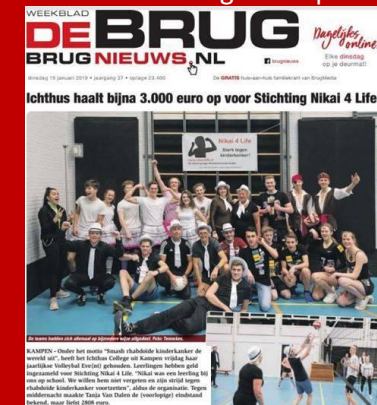 WEEKBLAD
DE BRUG
BRUGNIEUWS.NL
brugnieuws
Dagelijks online
Elke dinsdag
op je deurmat!
dinsdag 15 januari 2019 • jaargang 27 • oplage 23.400
De GRATIS huis-aan-huis familiekrant van BrugMedia
Ichthus haalt bijna 3.000 euro op voor Stichting Nikai 4 Life
Nikai 4 Life
Sterk tegen
kinderkanker!
De teams hadden zich allemaal op bijzondere wijze uitgedost. Foto: Tennekes.
KAMPEN - Onder het motto "Smash rhabdoïde kinderkanker de
wereld uit", heeft het Ichthus College uit Kampen vrijdag haar
jaarlijkse Volleybal Eve(nt) gehouden. Leerlingen hebben geld
ingezameld voor Stichting Nikai 4 Life. "Nikai was een leerling bij
ons op school. We willen hem niet vergeten en zijn strijd tegen
rhabdoïde kinderkanker voortzetten", aldus de organisatie. Tegen
middernacht maakte Tanja Van Dalen de (voorlopige) eindstand
bekend, maar liefst 2808 euro.